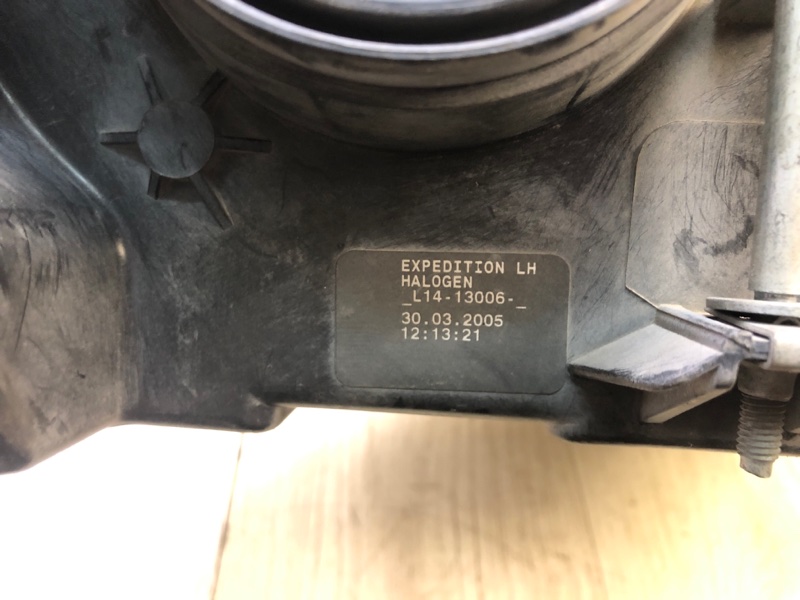 EXPEDITION LH
HALOGEN
_L14-13006-_
30.03.2005
12:13:21